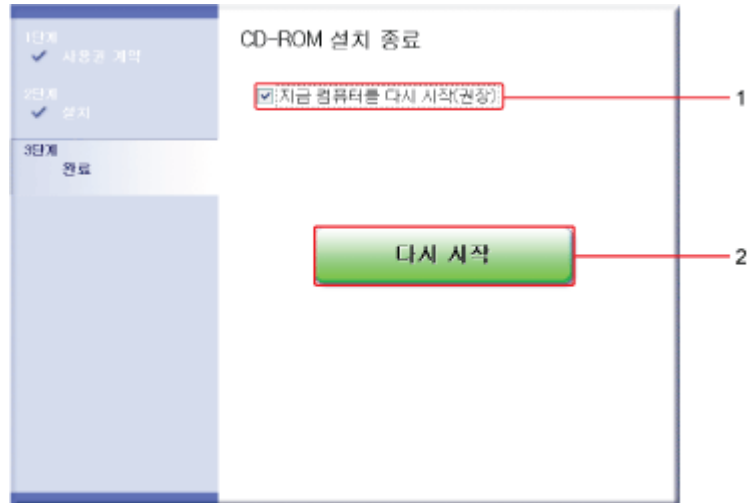 1단계
사용권 계약
2단계
설치
3단계
완료
CD-ROM 설치 종료
지금 컴퓨터를 다시 시작(권장)
1
다시 시작
2